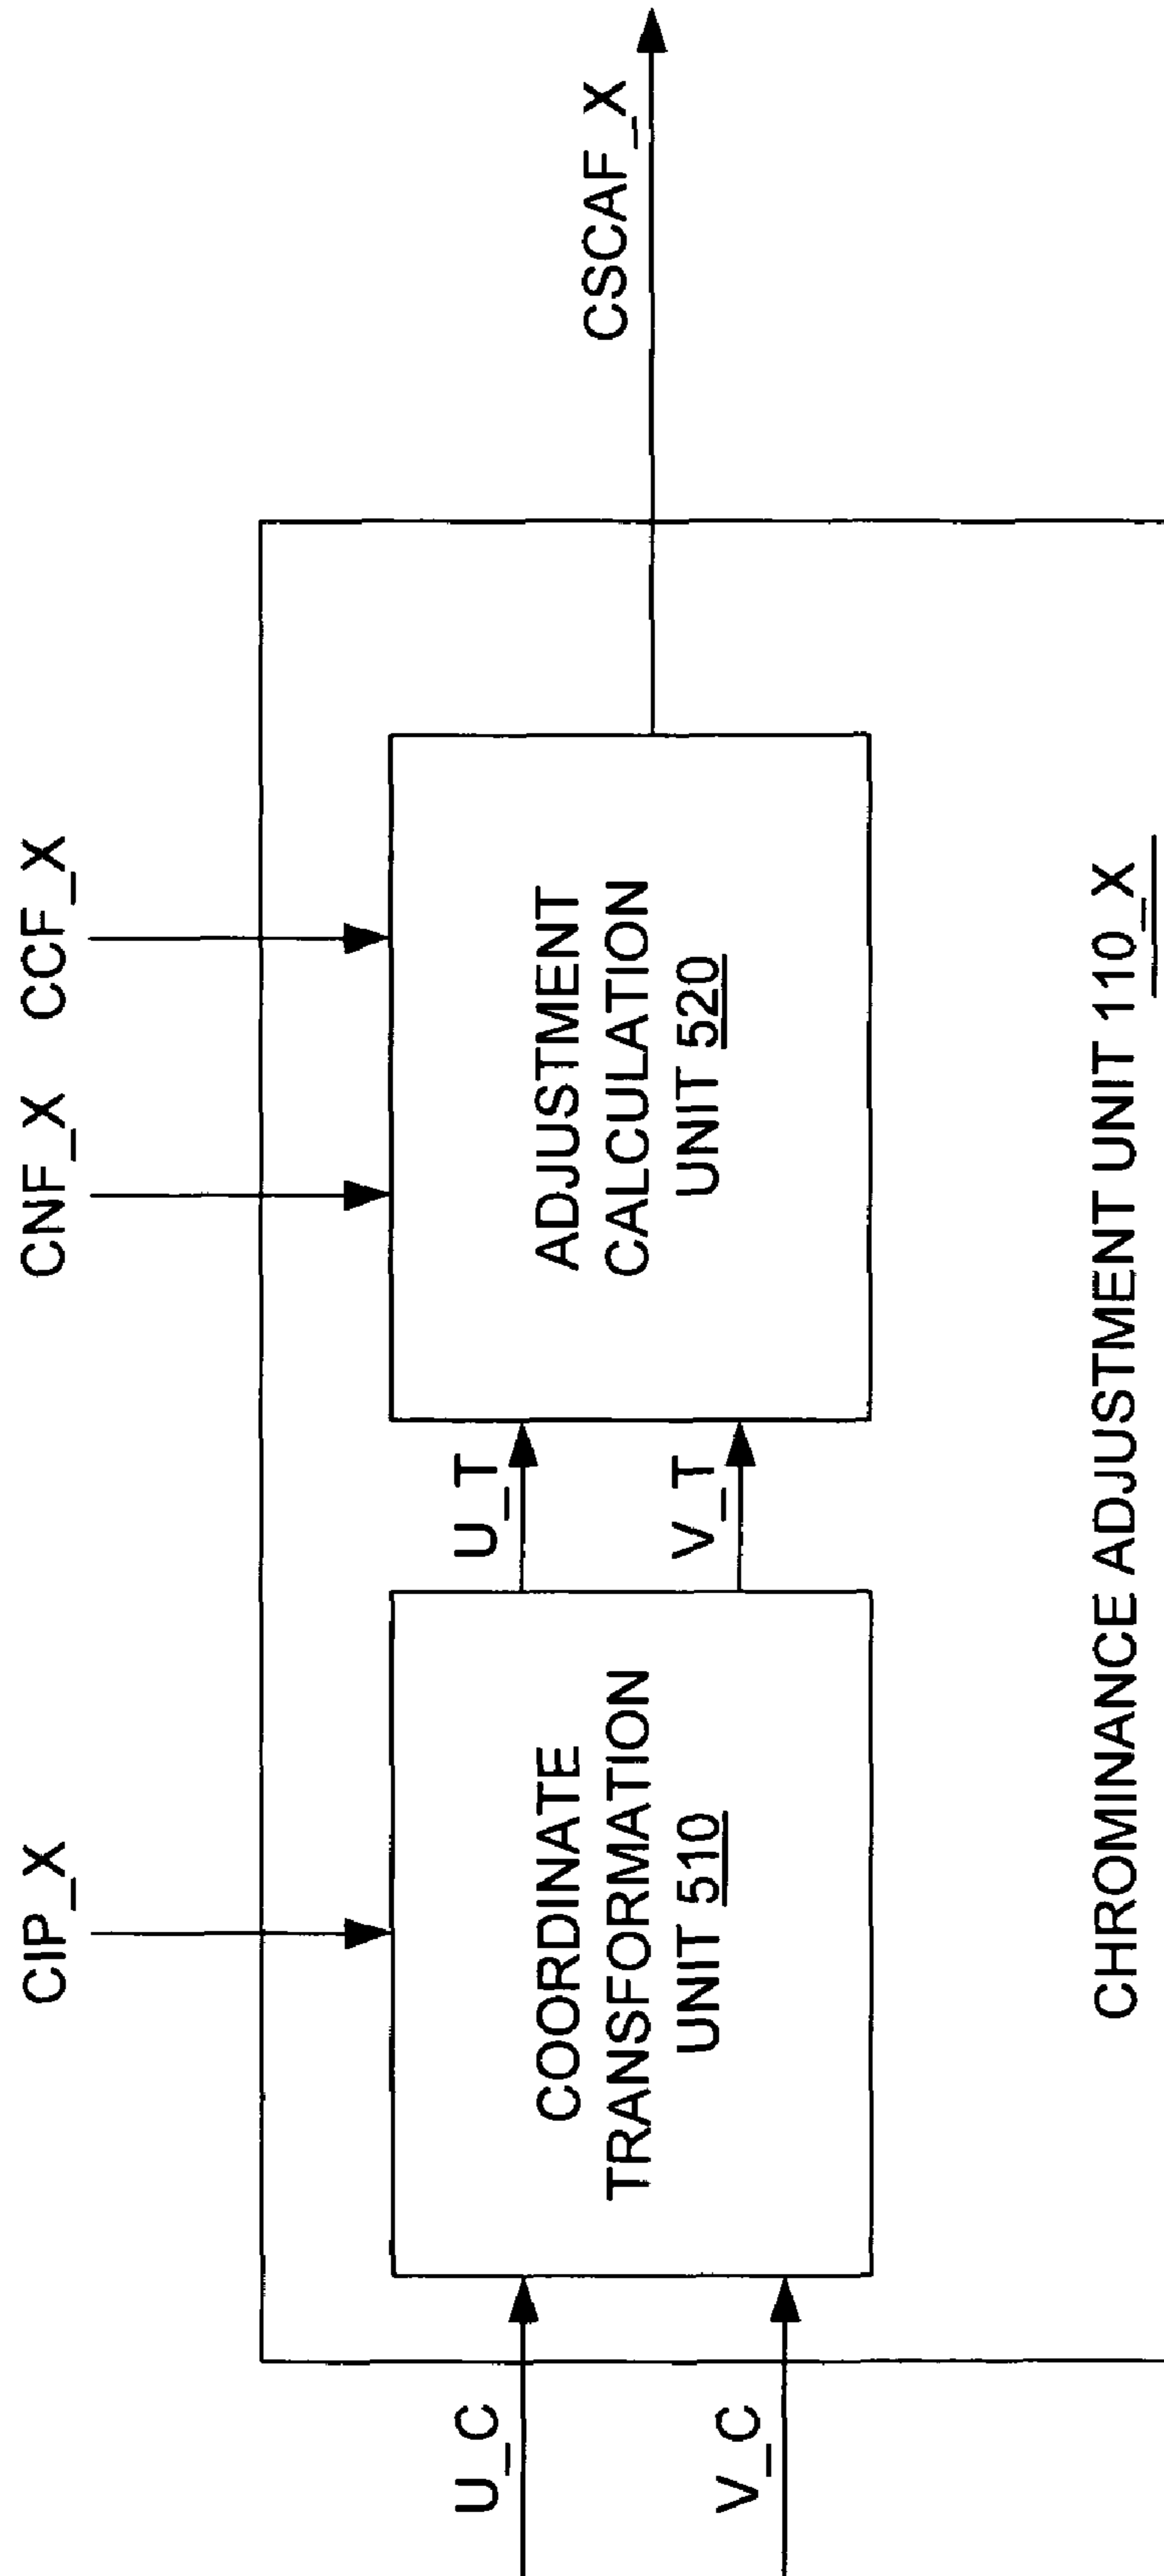 CIP_X
CNF_X
CCF_X
U_C
V_C
COORDINATE
TRANSFORMATION
UNIT 510
U_T
V_T
ADJUSTMENT
CALCULATION
UNIT 520
CSCAF_X
CHROMINANCE ADJUSTMENT UNIT 110_X